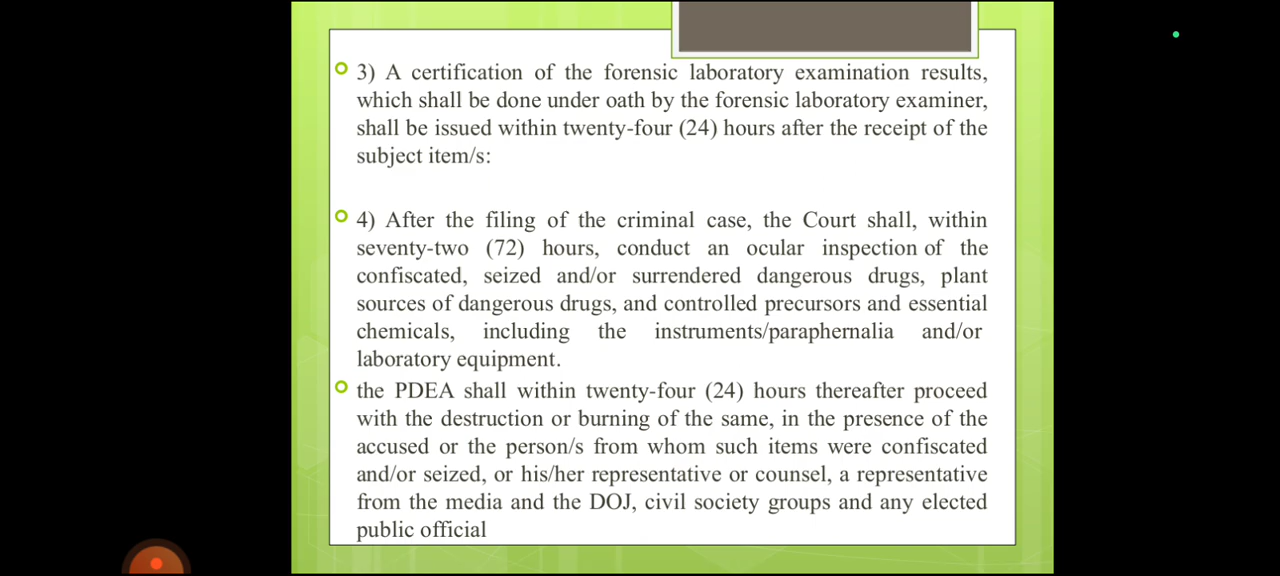 3) A certification of the forensic laboratory examination results,
which shall be done under oath by the forensic laboratory examiner,
shall be issued within twenty-four (24) hours after the receipt of the
subject item/s:
4) After the filing of the criminal case, the Court shall, within
seventy-two (72) hours, conduct an ocular inspection of the
confiscated, seized and/or surrendered dangerous drugs, plant
sources of dangerous drugs, and controlled precursors and essential
chemicals, including the instruments/paraphernalia and/or
laboratory equipment.
the PDEA shall within twenty-four (24) hours thereafter proceed
with the destruction or burning of the same, in the presence of the
accused or the person/s from whom such items were confiscated
and/or seized, or his/her representative or counsel, a representative
from the media and the DOJ, civil society groups and any elected
public official